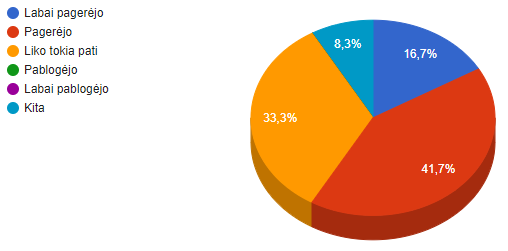 Labai pagerėjo
Pagerėjo
Liko tokia pati
Pablogėjo
Labai pablogėjo
Kita
8,3%
16,7%
33,3%
41,7%